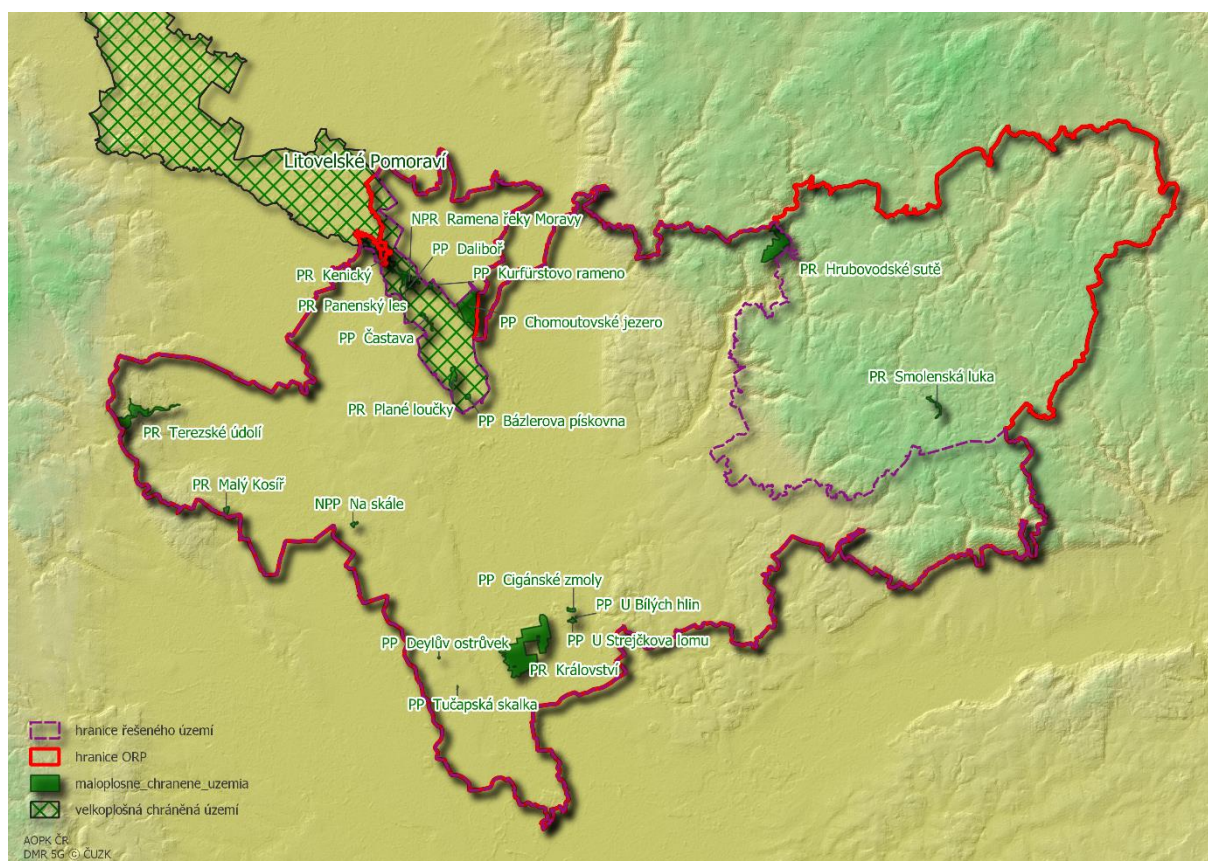 Litovelské Pomoraví
NPR Ramena řeky Moravy
PP Daliboř
PR Kenický
PP Kurfürstovo rameno
PR Hrubovodské sutě
PR Panenský les
PP Chomoutovské jezero
PP Častava
PR Smolenská luka
PR Plané loučky
PP Bázlerova pískovna
PR Terezské údolí
PR Malý Kosíř
NPP Na skále
PP Cigánské zmoly
PP U Bílých hlin
PP Deylův ostrůvek
PP U Strejčkova lomu
PR Království
PP Tučapská skalka
hranice řešeného území
hranice ORP
maloplosne_chranene_uzemia
velkoplošná chráněná území
AOPK ČR
DMR 5G © ČUZK